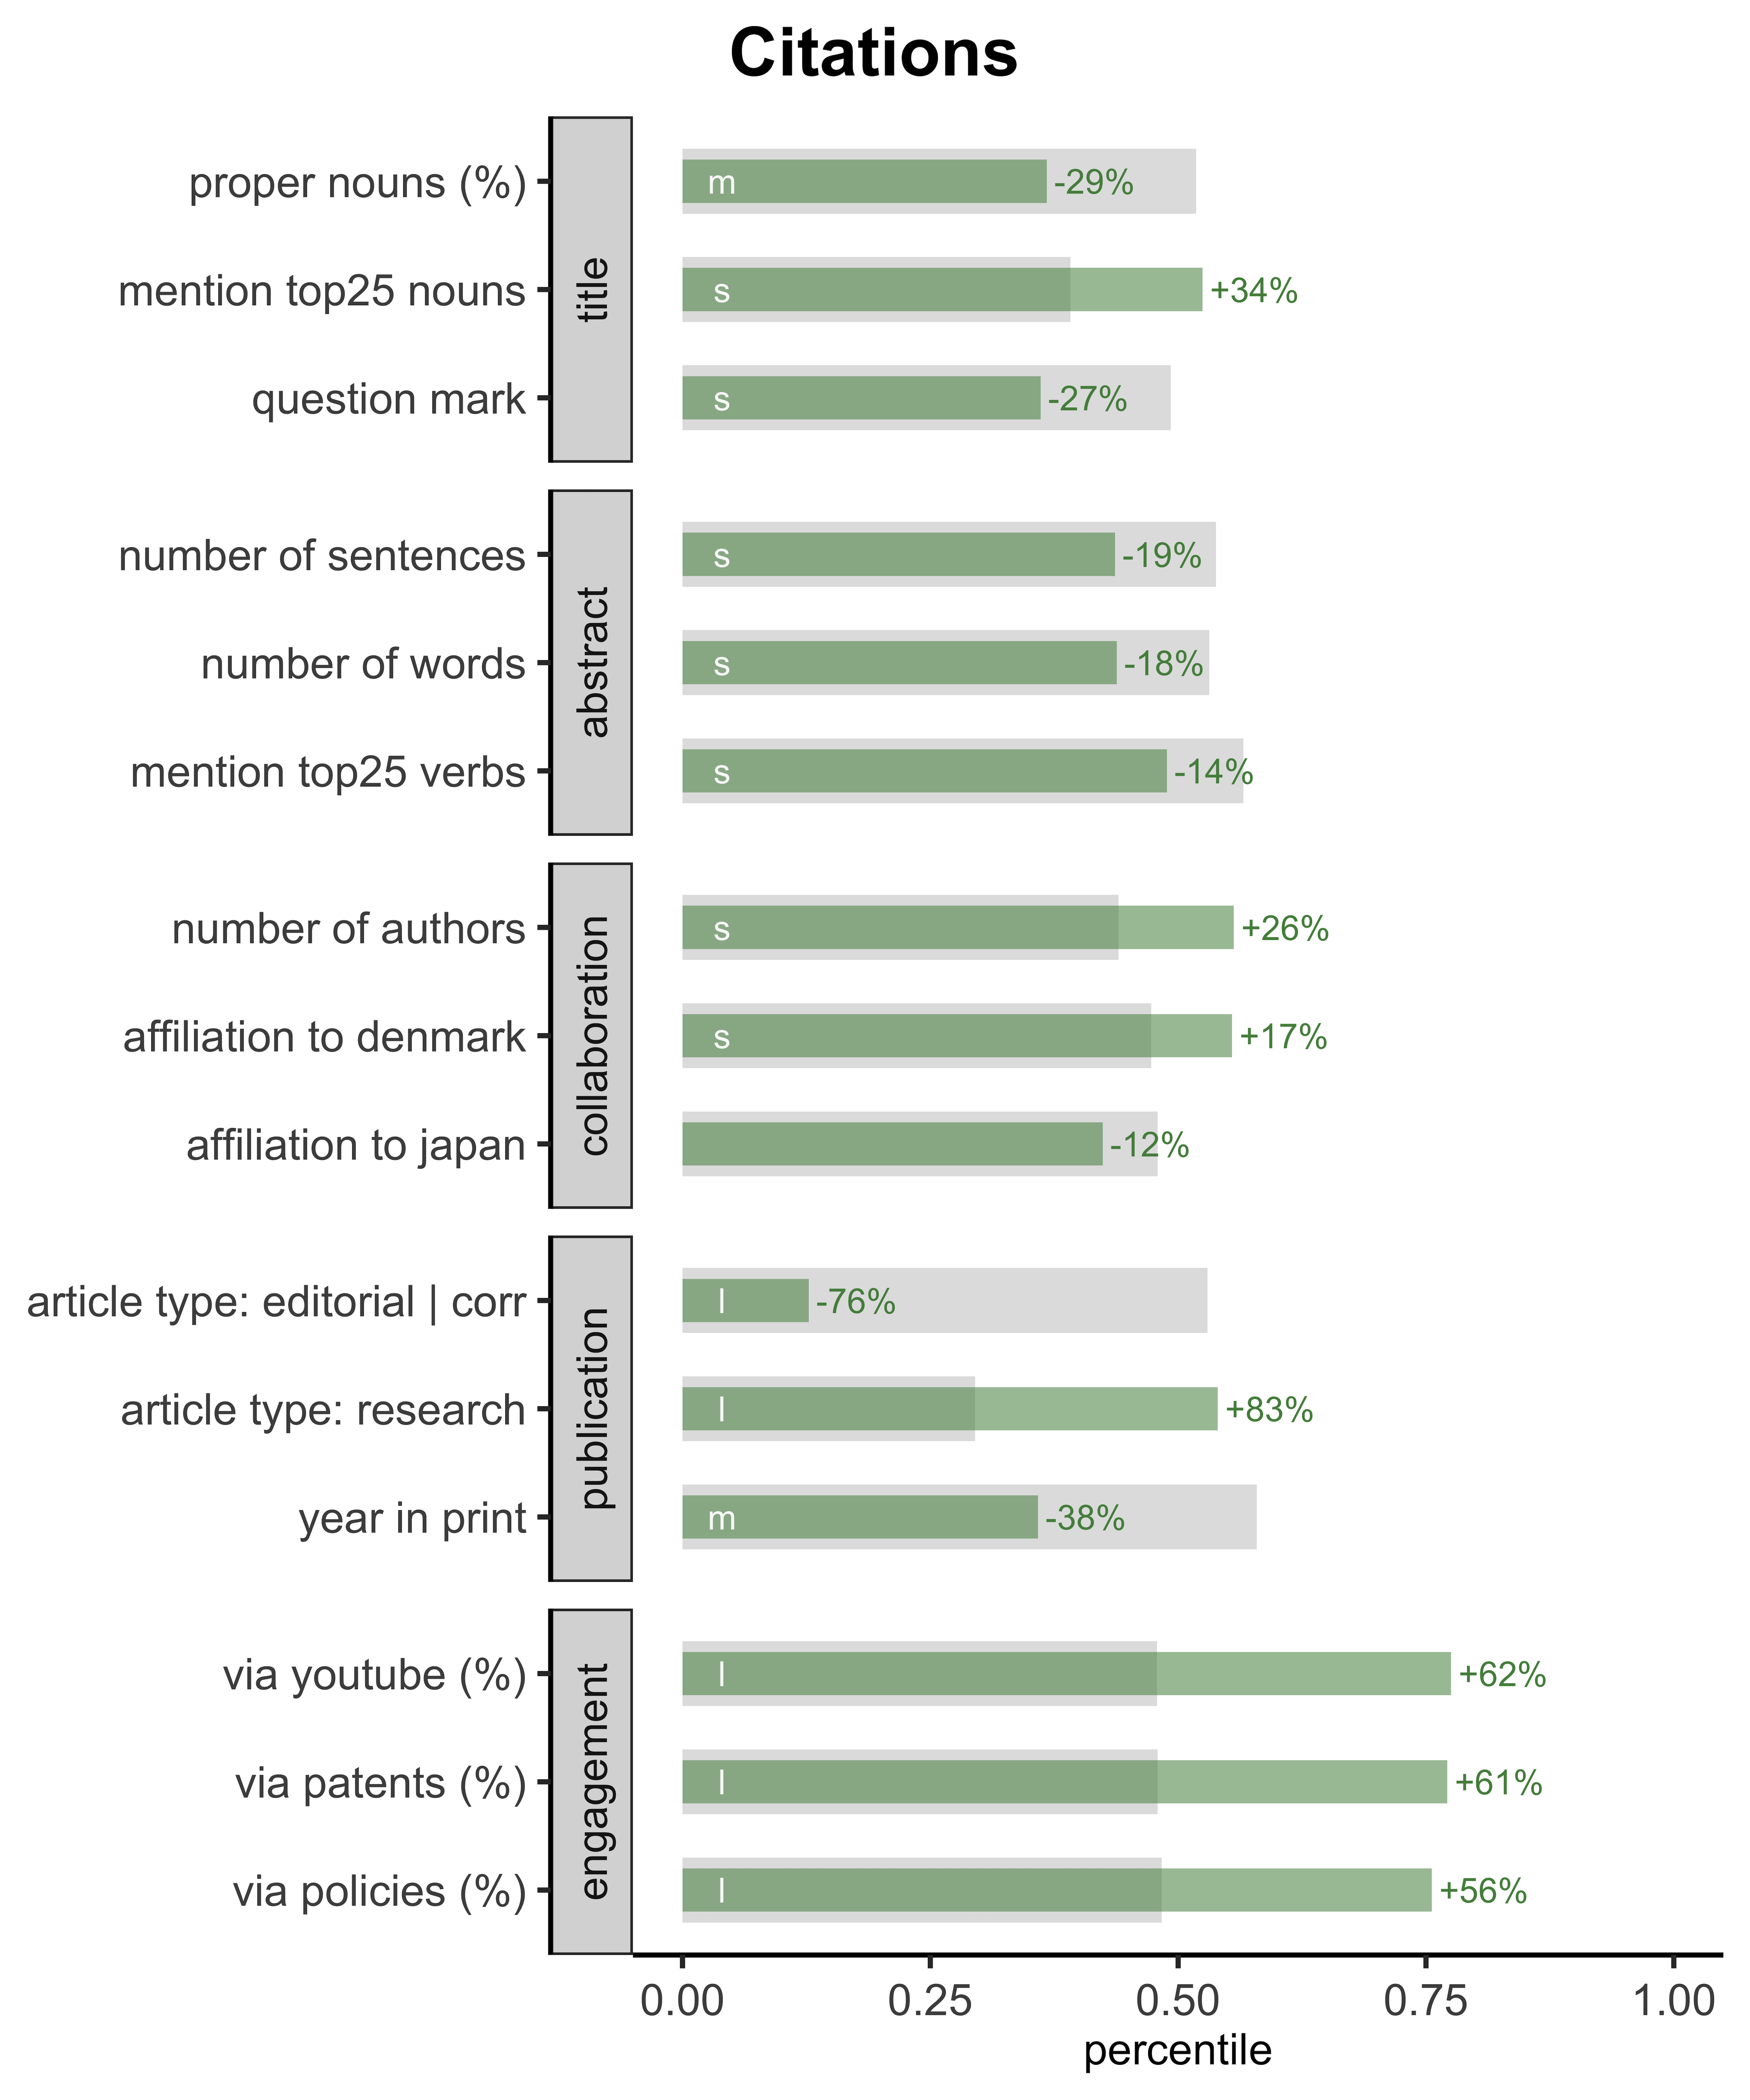 Citations
title
proper nouns (%) m -29%
mention top25 nouns s +34%
question mark s -27%
abstract
number of sentences s -19%
number of words s -18%
mention top25 verbs s -14%
collaboration
number of authors s +26%
affiliation to denmark s +17%
affiliation to japan -12%
publication
article type: editorial | corr l -76%
article type: research l +83%
year in print m -38%
engagement
via youtube (%) l +62%
via patents (%) l +61%
via policies (%) l +56%
0.00 0.25 0.50 0.75 1.00
percentile